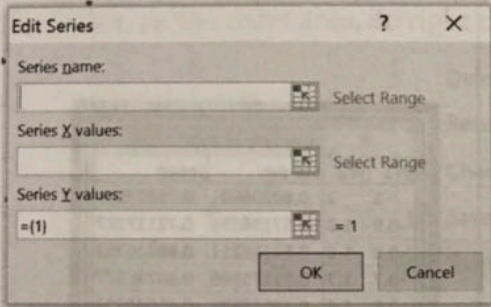 Edit Series ? ×
Series name:
Select Range
Series X values:
Select Range
Series Y values:
={1} = 1
OK Cancel